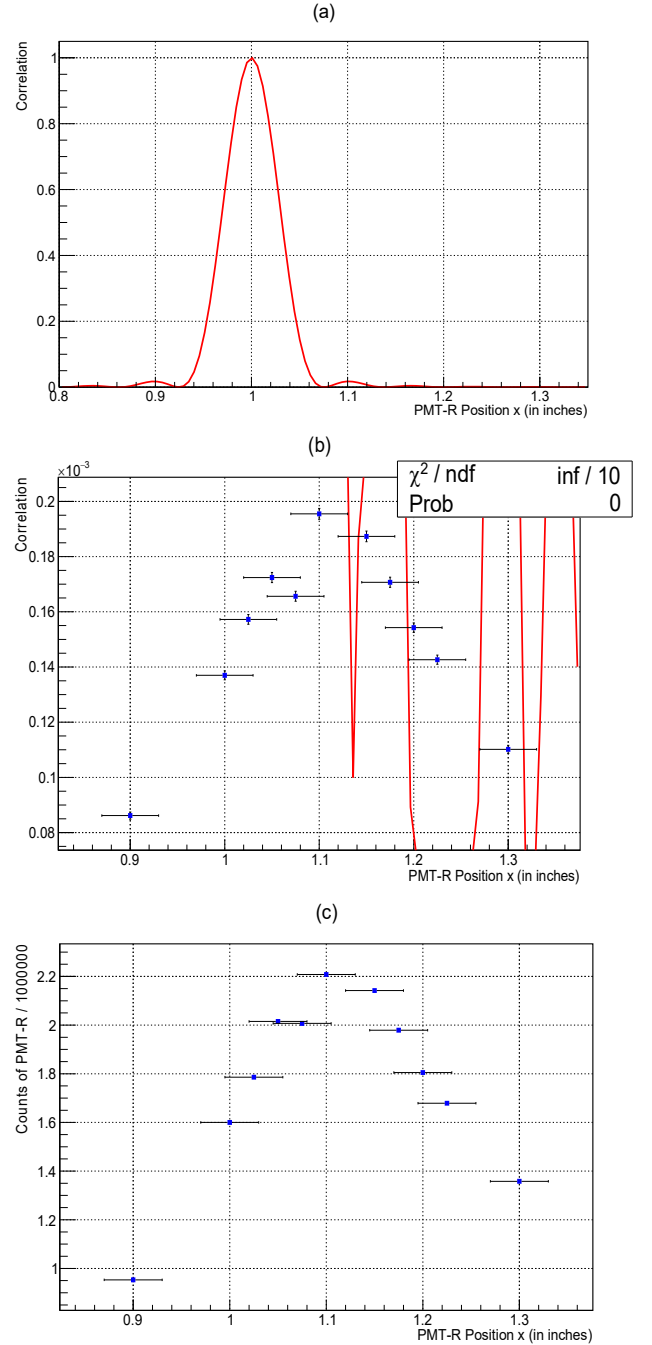 (a)
Correlation
1
0.8
0.6
0.4
0.2
0
0.8 0.9 1 1.1 1.2 1.3
PMT-R Position x (in inches)
(b)
×10⁻³
Correlation
χ² / ndf inf / 10
Prob 0
0.2
0.18
0.16
0.14
0.12
0.1
0.08
0.9 1 1.1 1.2 1.3
PMT-R Position x (in inches)
(c)
Counts of PMT-R / 1000000
2.2
2
1.8
1.6
1.4
1.2
1
0.9 1 1.1 1.2 1.3
PMT-R Position x (in inches)